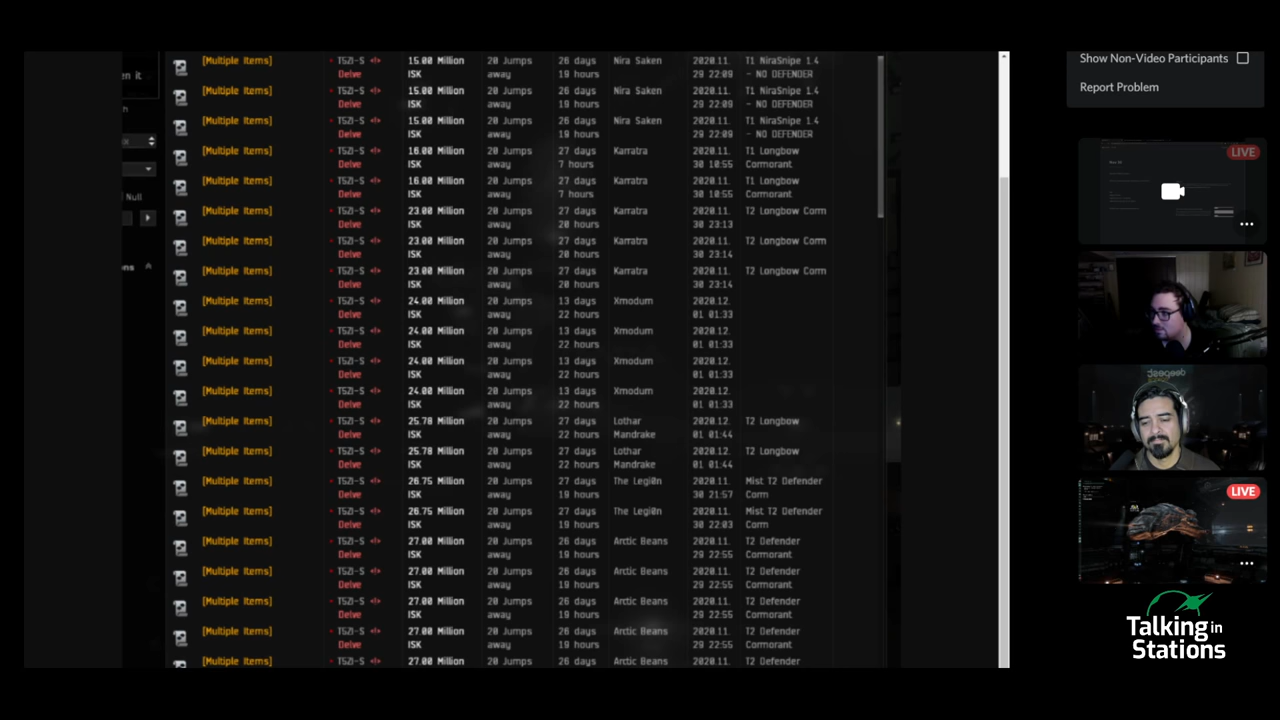 Show Non-Video Participants
Report Problem
LIVE
LIVE
Talking in
Stations
en it
Null
[Multiple Items] T5ZI-S 15.00 Million 20 Jumps 26 days Nira Saken 2020.11. T1 NiraSnipe 1.4
Delve ISK away 19 hours 29 22:09 - NO DEFENDER
[Multiple Items] T5ZI-S 15.00 Million 20 Jumps 26 days Nira Saken 2020.11. T1 NiraSnipe 1.4
Delve ISK away 19 hours 29 22:09 - NO DEFENDER
[Multiple Items] T5ZI-S 15.00 Million 20 Jumps 26 days Nira Saken 2020.11. T1 NiraSnipe 1.4
Delve ISK away 19 hours 29 22:09 - NO DEFENDER
[Multiple Items] T5ZI-S 16.00 Million 20 Jumps 27 days Karratra 2020.11. T1 Longbow
Delve ISK away 7 hours 30 10:55 Cormorant
[Multiple Items] T5ZI-S 16.00 Million 20 Jumps 27 days Karratra 2020.11. T1 Longbow
Delve ISK away 7 hours 30 10:55 Cormorant
[Multiple Items] T5ZI-S 23.00 Million 20 Jumps 27 days Karratra 2020.11. T2 Longbow Corm
Delve ISK away 20 hours 30 23:13
[Multiple Items] T5ZI-S 23.00 Million 20 Jumps 27 days Karratra 2020.11. T2 Longbow Corm
Delve ISK away 20 hours 30 23:14
[Multiple Items] T5ZI-S 23.00 Million 20 Jumps 27 days Karratra 2020.11. T2 Longbow Corm
Delve ISK away 20 hours 30 23:14
[Multiple Items] T5ZI-S 24.00 Million 20 Jumps 13 days Xmodum 2020.12.
Delve ISK away 22 hours 01 01:33
[Multiple Items] T5ZI-S 24.00 Million 20 Jumps 13 days Xmodum 2020.12.
Delve ISK away 22 hours 01 01:33
[Multiple Items] T5ZI-S 24.00 Million 20 Jumps 13 days Xmodum 2020.12.
Delve ISK away 22 hours 01 01:33
[Multiple Items] T5ZI-S 24.00 Million 20 Jumps 13 days Xmodum 2020.12.
Delve ISK away 22 hours 01 01:33
[Multiple Items] T5ZI-S 25.78 Million 20 Jumps 27 days Lothar 2020.12. T2 Longbow
Delve ISK away 22 hours Mandrake 01 01:44
[Multiple Items] T5ZI-S 25.78 Million 20 Jumps 27 days Lothar 2020.12. T2 Longbow
Delve ISK away 22 hours Mandrake 01 01:44
[Multiple Items] T5ZI-S 26.75 Million 20 Jumps 27 days The Legi0n 2020.11. Mist T2 Defender
Delve ISK away 19 hours 30 21:57 Corm
[Multiple Items] T5ZI-S 26.75 Million 20 Jumps 27 days The Legi0n 2020.11. Mist T2 Defender
Delve ISK away 19 hours 30 22:03 Corm
[Multiple Items] T5ZI-S 27.00 Million 20 Jumps 26 days Arctic Beans 2020.11. T2 Defender
Delve ISK away 19 hours 29 22:55 Cormorant
[Multiple Items] T5ZI-S 27.00 Million 20 Jumps 26 days Arctic Beans 2020.11. T2 Defender
Delve ISK away 19 hours 29 22:55 Cormorant
[Multiple Items] T5ZI-S 27.00 Million 20 Jumps 26 days Arctic Beans 2020.11. T2 Defender
Delve ISK away 19 hours 29 22:55 Cormorant
[Multiple Items] T5ZI-S 27.00 Million 20 Jumps 26 days Arctic Beans 2020.11. T2 Defender
Delve ISK away 19 hours 29 22:55 Cormorant
[Multiple Items] T5ZI-S 27.00 Million 20 Jumps 26 days Arctic Beans 2020.11. T2 Defender